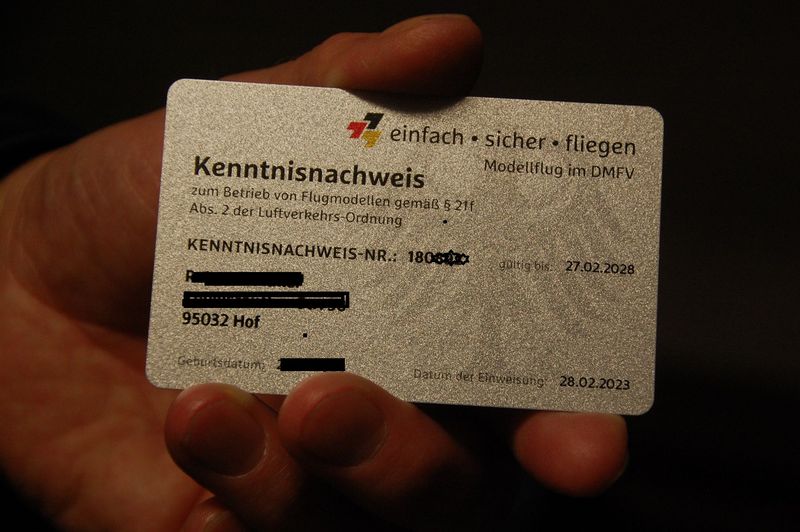 einfach • sicher • fliegen
Modellflug im DMFV
Kenntnisnachweis
zum Betrieb von Flugmodellen gemäß § 21f
Abs. 2 der Luftverkehrs-Ordnung
KENNTNISNACHWEIS-NR.:
gültig bis: 27.02.2028
95032 Hof
Geburtsdatum:
Datum der Einweisung: 28.02.2023